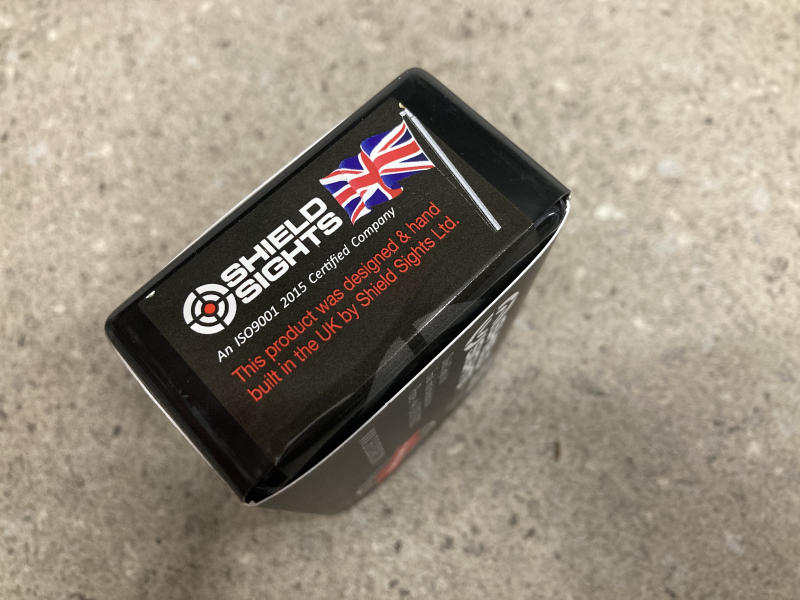 SHIELD
SIGHTS
An ISO9001 2015 Certified Company
This product was designed & hand
built in the UK by Shield Sights Ltd.